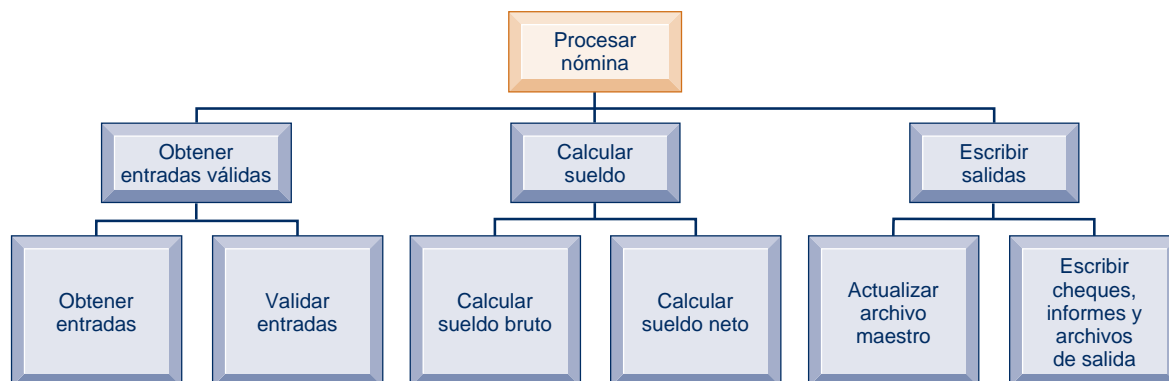 Procesar
nómina
Obtener
entradas válidas
Calcular
sueldo
Escribir
salidas
Obtener
entradas
Validar
entradas
Calcular
sueldo bruto
Calcular
sueldo neto
Actualizar
archivo
maestro
Escribir
cheques,
informes y
archivos
de salida